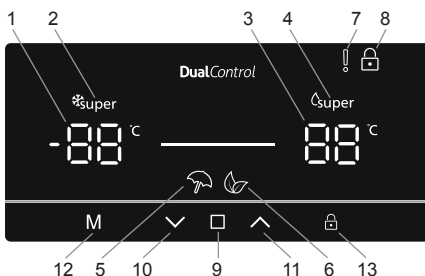 1 2 3 4 7 8
DualControl
super super
-88 °C 88 °C
M
12 5 10 9 11 6 13